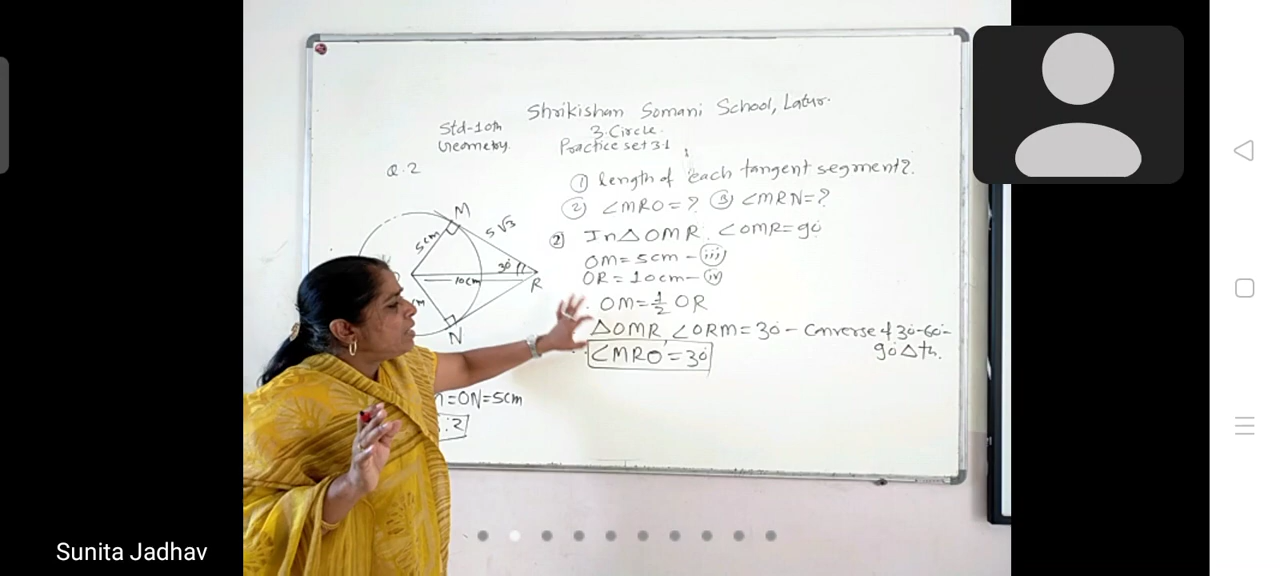 Shrikishan Somani School, Latur.
Std-10th
3. Circle.
Geometry.
Practice set 3.1
Q.2
① length of each tangent segment?
② ∠MRO = ? ③ ∠MRN = ?
② In △OMR, ∠OMR = 90°
OM = 5cm - (iii)
OR = 10cm - (iv)
OM = 1/2 OR
△OMR, ∠ORM = 30° - Converse of 30°-60°-
90° △ th.
∴ ∠MRO = 30°
M
5cm
5√3
30°
10cm
R
N
=ON=5cm
:2
Sunita Jadhav